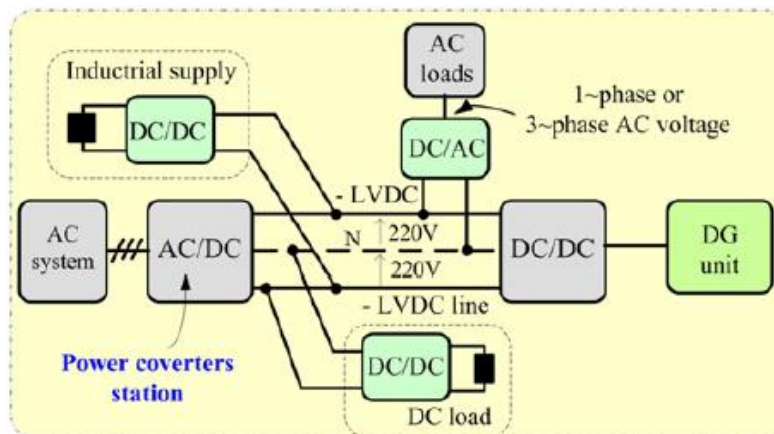 Inductrial supply
DC/DC
AC
loads
1~phase or
3~phase AC voltage
DC/AC
- LVDC
AC
system
AC/DC
N
220V
220V
DC/DC
DG
unit
- LVDC line
Power coverters
station
DC/DC
DC load